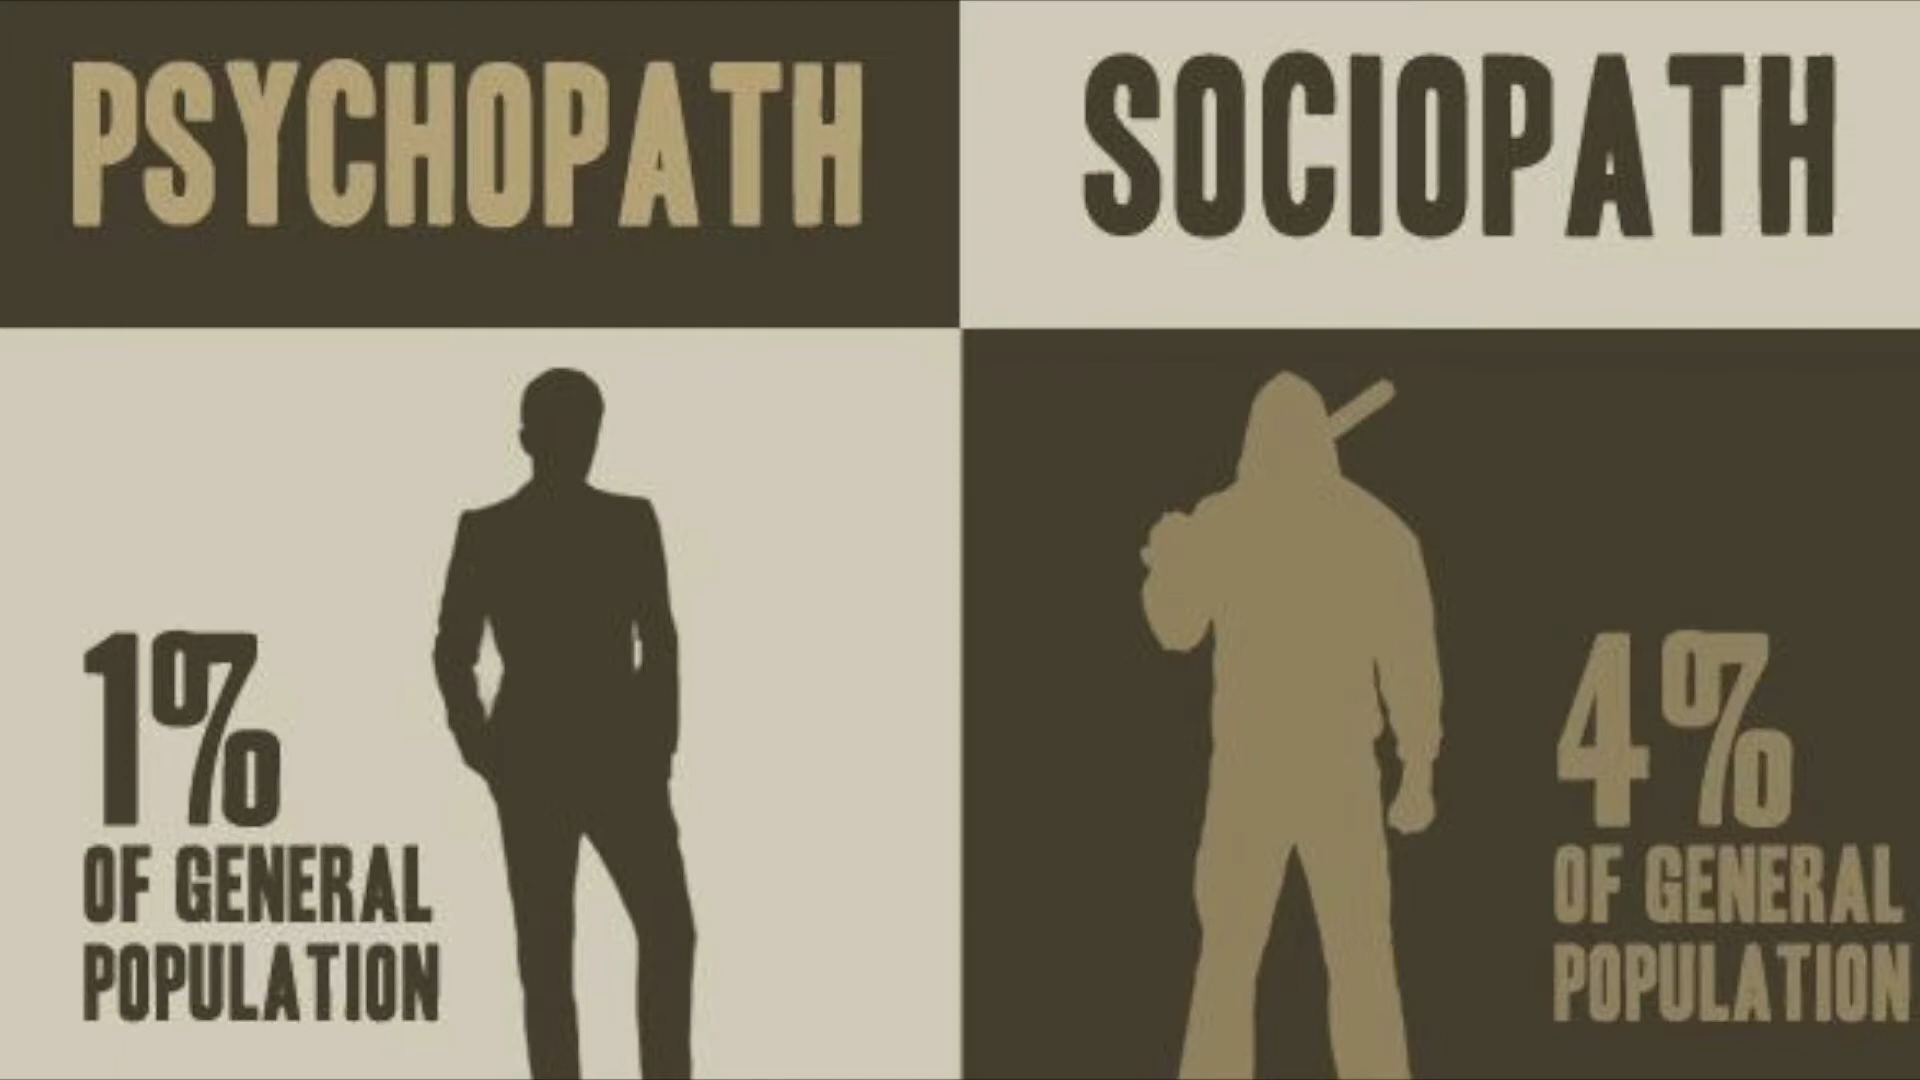 PSYCHOPATH
SOCIOPATH
1%
OF GENERAL
POPULATION
4%
OF GENERAL
POPULATION